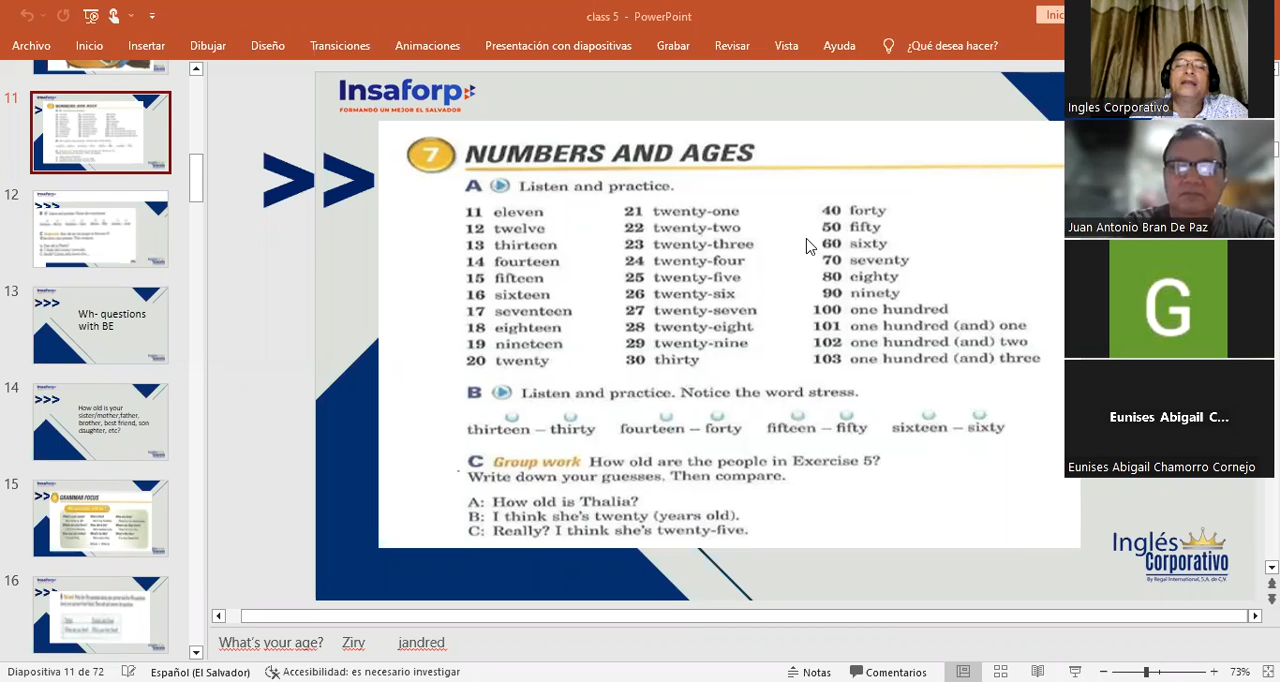 class 5 - PowerPoint
Inic
Archivo Inicio Insertar Dibujar Diseño Transiciones Animaciones Presentación con diapositivas Grabar Revisar Vista Ayuda ¿Qué desea hacer?
11
12
13
Wh- questions
with BE
14
How old is your
sister/mother,father,
brother, best friend, son
daughter, etc?
15
GRAMMAR FOCUS
16
Insaforp
FORMANDO UN MEJOR EL SALVADOR
7 NUMBERS AND AGES
A Listen and practice.
11 eleven 21 twenty-one 40 forty
12 twelve 22 twenty-two 50 fifty
13 thirteen 23 twenty-three 60 sixty
14 fourteen 24 twenty-four 70 seventy
15 fifteen 25 twenty-five 80 eighty
16 sixteen 26 twenty-six 90 ninety
17 seventeen 27 twenty-seven 100 one hundred
18 eighteen 28 twenty-eight 101 one hundred (and) one
19 nineteen 29 twenty-nine 102 one hundred (and) two
20 twenty 30 thirty 103 one hundred (and) three
B Listen and practice. Notice the word stress.
thirteen – thirty fourteen – forty fifteen – fifty sixteen – sixty
C Group work How old are the people in Exercise 5?
Write down your guesses. Then compare.
A: How old is Thalia?
B: I think she's twenty (years old).
C: Really? I think she's twenty-five.
Inglés
Corporativo
By Regal International, S.A. de C.V.
Ingles Corporativo
Juan Antonio Bran De Paz
G
Eunises Abigail C...
Eunises Abigail Chamorro Cornejo
What's your age? Ziry jandred
Diapositiva 11 de 72 Español (El Salvador) Accesibilidad: es necesario investigar Notas Comentarios 73%